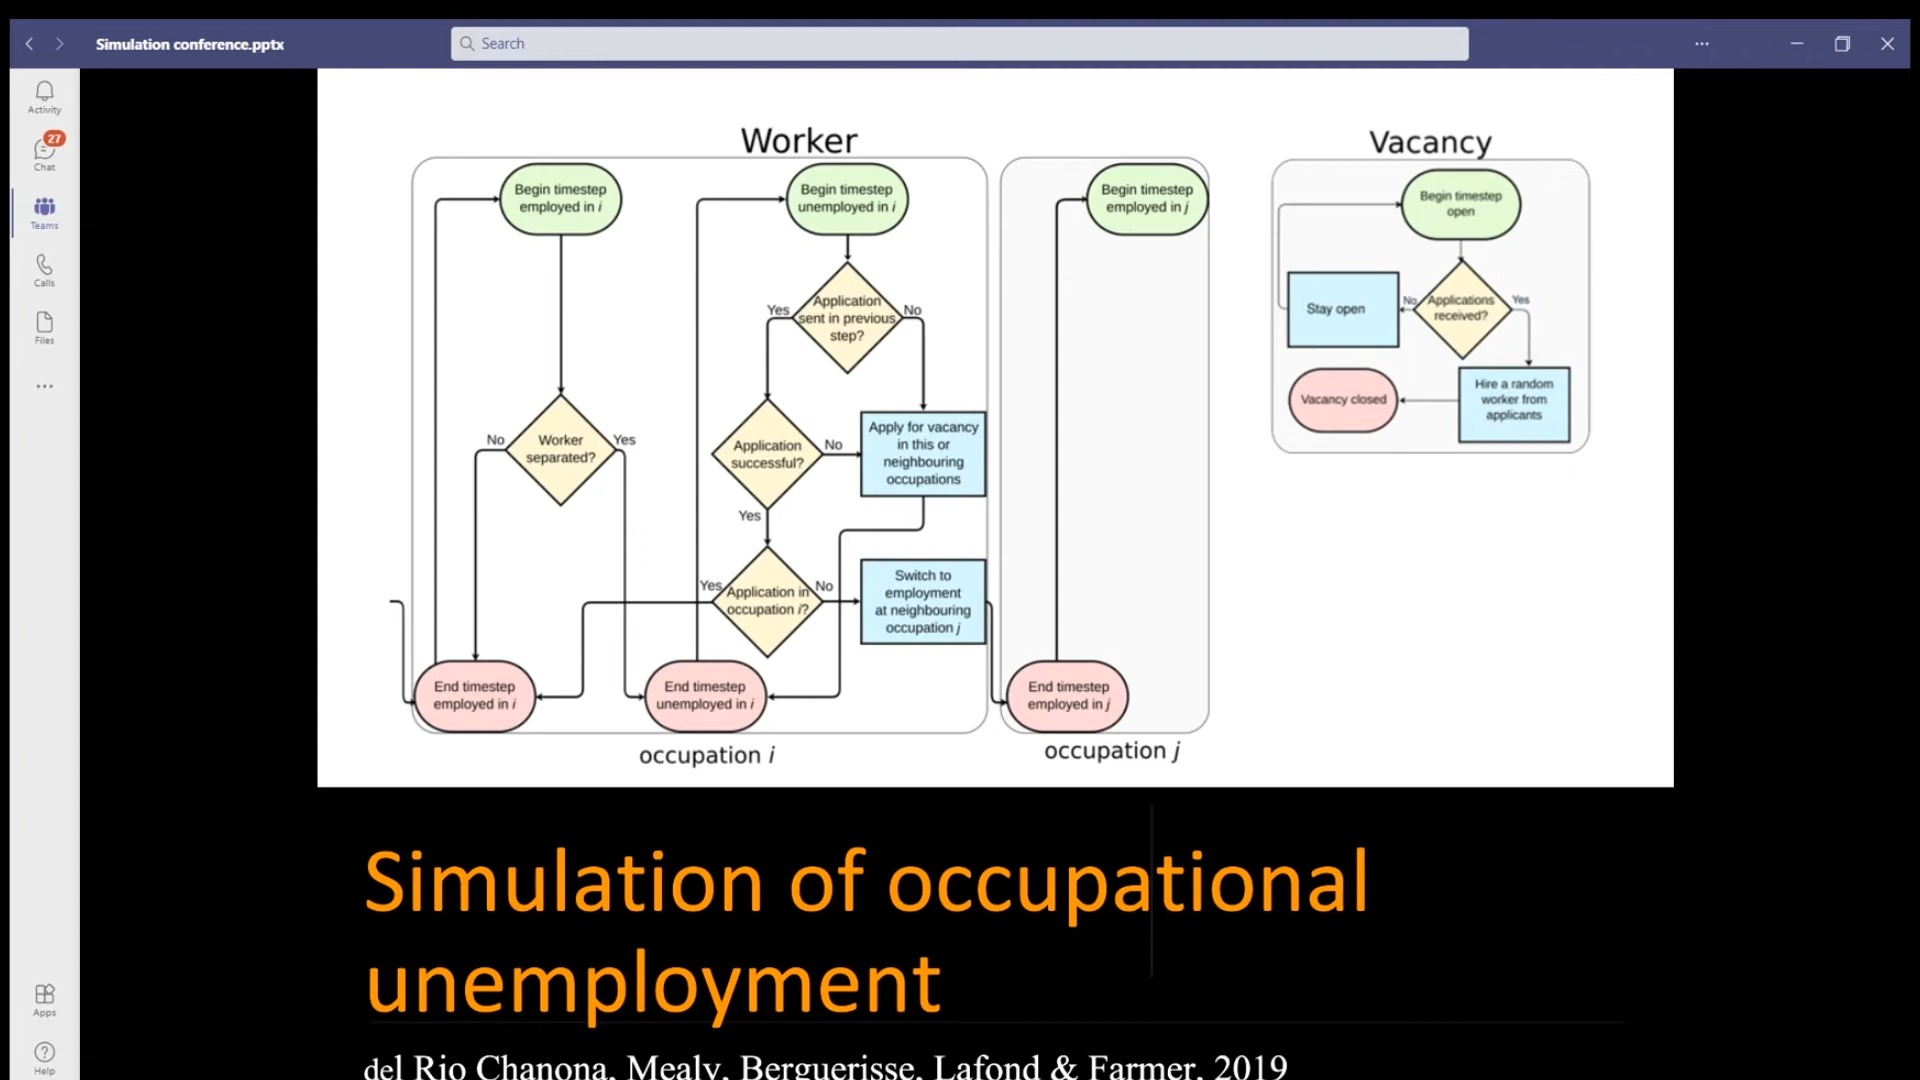 Simulation conference.pptx
Search
Activity
27
Chat
Teams
Calls
Files
Apps
Help
Worker
Vacancy
Begin timestep
employed in i
Begin timestep
unemployed in i
Begin timestep
employed in j
Begin timestep
open
Yes
Application
sent in previous
step?
No
Stay open
No
Applications
received?
Yes
Vacancy closed
Hire a random
worker from
applicants
No
Worker
separated?
Yes
Application
successful?
No
Apply for vacancy
in this or
neighbouring
occupations
Yes
Yes
Application in
occupation i?
No
Switch to
employment
at neighbouring
occupation j
End timestep
employed in i
End timestep
unemployed in i
End timestep
employed in j
occupation i
occupation j
Simulation of occupational
unemployment
del Rio Chanona, Mealy, Berguerisse, Lafond & Farmer, 2019